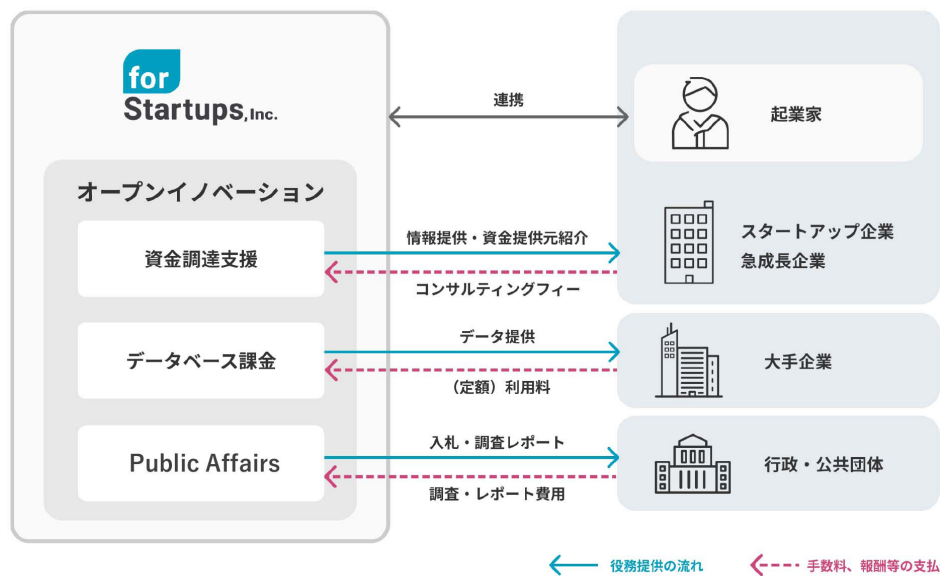 for
Startups,Inc.
連携
起業家
オープンイノベーション
資金調達支援
情報提供・資金提供元紹介
コンサルティングフィー
スタートアップ企業
急成長企業
データベース課金
データ提供
（定額）利用料
大手企業
Public Affairs
入札・調査レポート
調査・レポート費用
行政・公共団体
役務提供の流れ
手数料、報酬等の支払